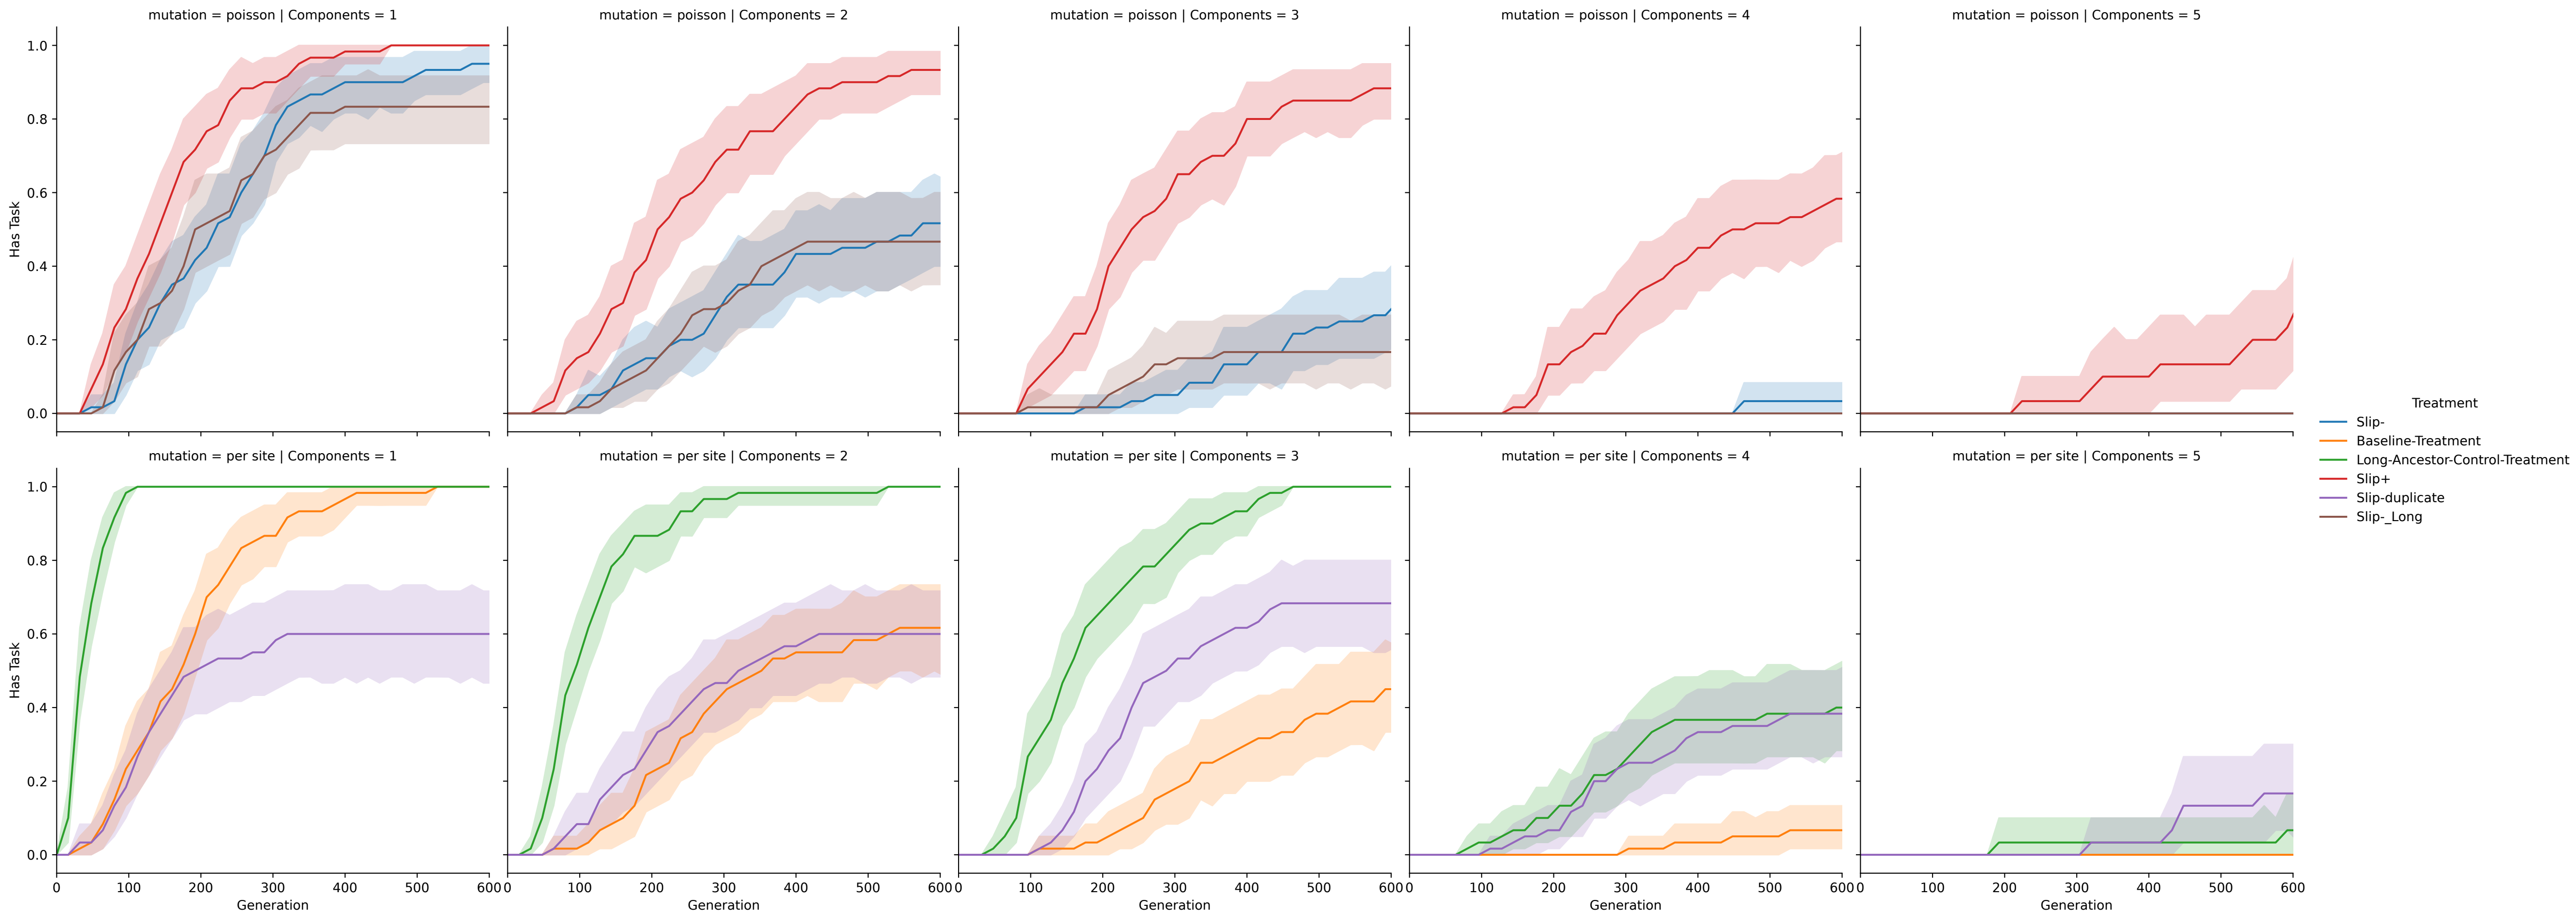 mutation = poisson | Components = 1
mutation = poisson | Components = 2
mutation = poisson | Components = 3
mutation = poisson | Components = 4
mutation = poisson | Components = 5
1.0
0.8
0.6
0.4
0.2
0.0
Has Task
mutation = per site | Components = 1
mutation = per site | Components = 2
mutation = per site | Components = 3
mutation = per site | Components = 4
mutation = per site | Components = 5
1.0
0.8
0.6
0.4
0.2
0.0
Has Task
0 100 200 300 400 500 600
0 100 200 300 400 500 600
0 100 200 300 400 500 600
0 100 200 300 400 500 600
0 100 200 300 400 500 600
Generation
Generation
Generation
Generation
Generation
Treatment
Slip-
Baseline-Treatment
Long-Ancestor-Control-Treatment
Slip+
Slip-duplicate
Slip-_Long